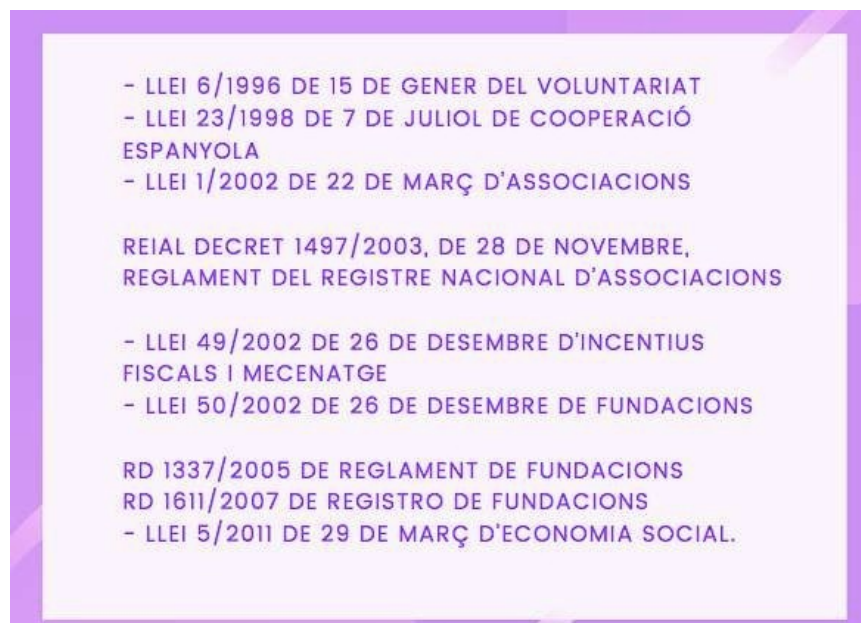 - LLEI 6/1996 DE 15 DE GENER DEL VOLUNTARIAT
- LLEI 23/1998 DE 7 DE JULIOL DE COOPERACIÓ
ESPANYOLA
- LLEI 1/2002 DE 22 DE MARÇ D'ASSOCIACIONS
REIAL DECRET 1497/2003, DE 28 DE NOVEMBRE,
REGLAMENT DEL REGISTRE NACIONAL D'ASSOCIACIONS
- LLEI 49/2002 DE 26 DE DESEMBRE D'INCENTIUS
FISCALS I MECENATGE
- LLEI 50/2002 DE 26 DE DESEMBRE DE FUNDACIONS
RD 1337/2005 DE REGLAMENT DE FUNDACIONS
RD 1611/2007 DE REGISTRO DE FUNDACIONS
- LLEI 5/2011 DE 29 DE MARÇ D'ECONOMIA SOCIAL.